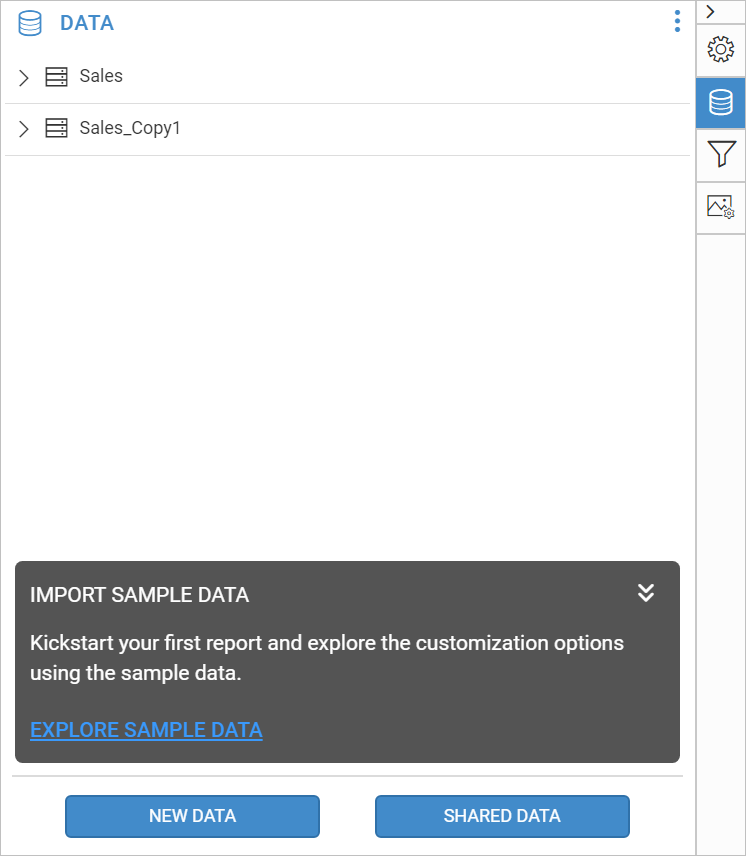 DATA
Sales
Sales_Copy1
IMPORT SAMPLE DATA
Kickstart your first report and explore the customization options
using the sample data.
EXPLORE SAMPLE DATA
NEW DATA
SHARED DATA